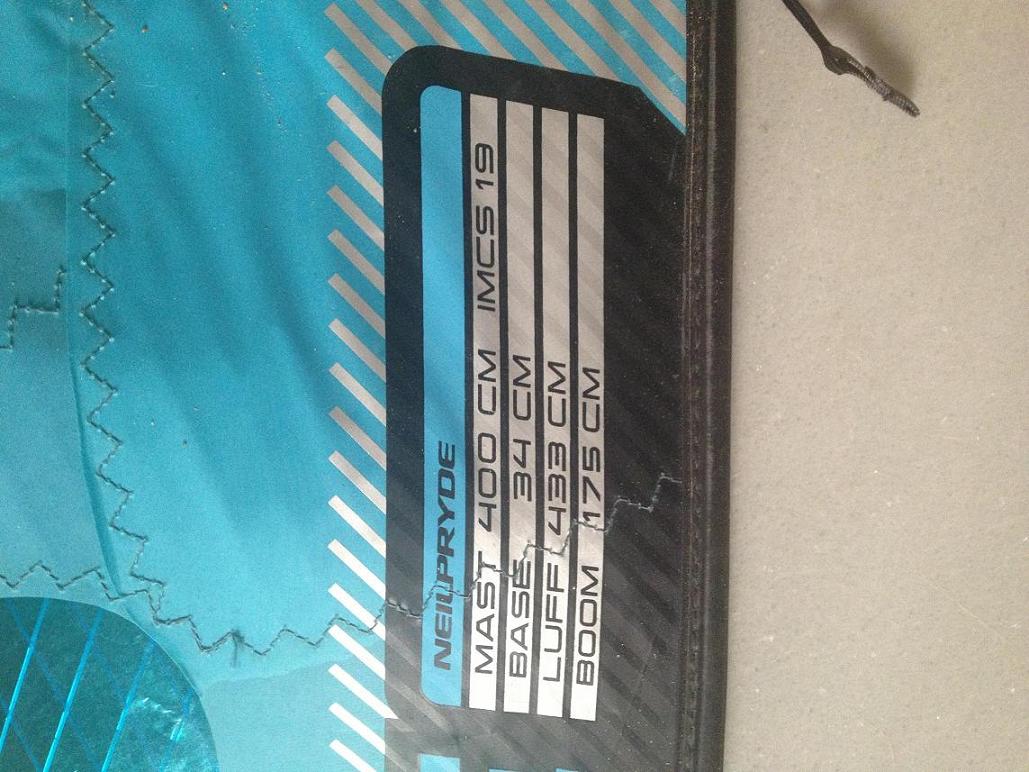 NEILPRYDE
MAST 400 CM IMCS 19
BASE 34 CM
LUFF 433 CM
BOOM 175 CM